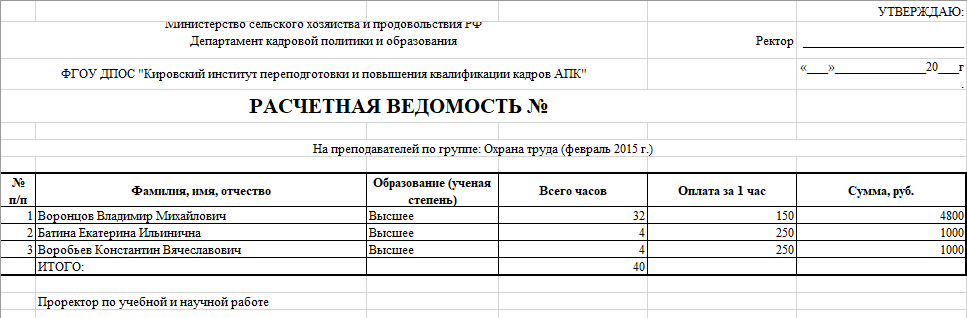 УТВЕРЖДАЮ:
Министерство сельского хозяйства и продовольствия РФ
Департамент кадровой политики и образования
Ректор ___________________________
ФГОУ ДПОС "Кировский институт переподготовки и повышения квалификации кадров АПК"
«___»_______________20___г
.
РАСЧЕТНАЯ ВЕДОМОСТЬ №
На преподавателей по группе: Охрана труда (февраль 2015 г.)
№ п/п Фамилия, имя, отчество Образование (ученая степень) Всего часов Оплата за 1 час Сумма, руб.
1 Воронцов Владимир Михайлович Высшее 32 150 4800
2 Батина Екатерина Ильинична Высшее 4 250 1000
3 Воробьев Константин Вячеславович Высшее 4 250 1000
ИТОГО: 40
Проректор по учебной и научной работе